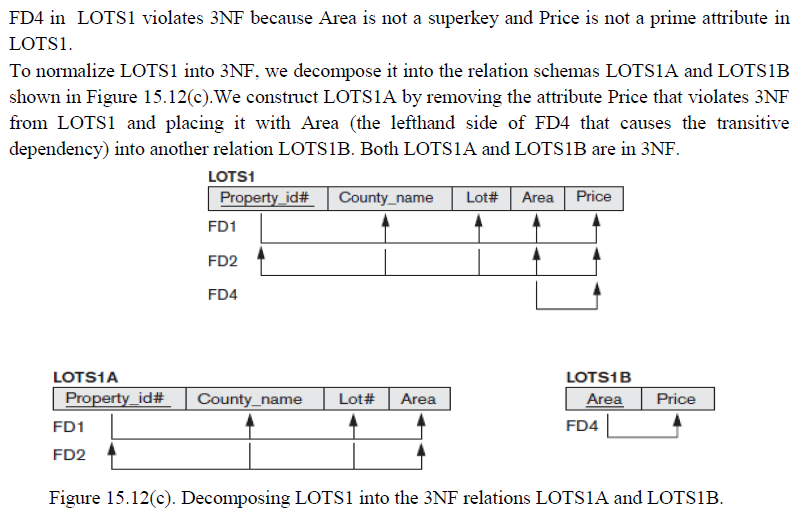 FD4 in LOTS1 violates 3NF because Area is not a superkey and Price is not a prime attribute in
LOTS1.
To normalize LOTS1 into 3NF, we decompose it into the relation schemas LOTS1A and LOTS1B
shown in Figure 15.12(c).We construct LOTS1A by removing the attribute Price that violates 3NF
from LOTS1 and placing it with Area (the lefthand side of FD4 that causes the transitive
dependency) into another relation LOTS1B. Both LOTS1A and LOTS1B are in 3NF.
LOTS1
Property_id# County_name Lot# Area Price
FD1
FD2
FD4
LOTS1A
Property_id# County_name Lot# Area
FD1
FD2
LOTS1B
Area Price
FD4
Figure 15.12(c). Decomposing LOTS1 into the 3NF relations LOTS1A and LOTS1B.